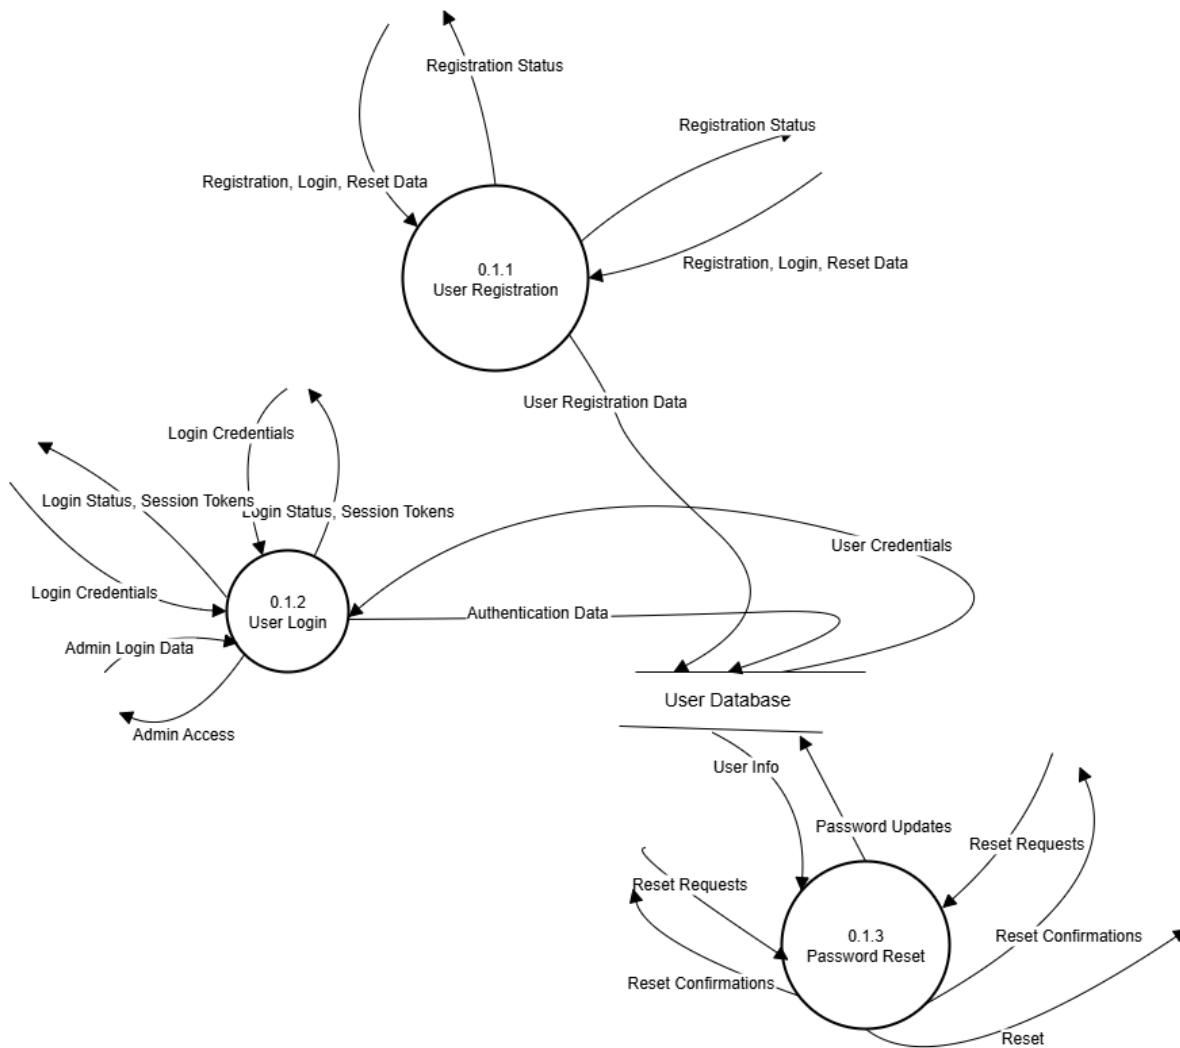 Registration Status
Registration Status
Registration, Login, Reset Data
Registration, Login, Reset Data
0.1.1
User Registration
User Registration Data
Login Credentials
Login Status, Session Tokens
Login Status, Session Tokens
User Credentials
Login Credentials
0.1.2
User Login
Authentication Data
Admin Login Data
Admin Access
User Database
User Info
Password Updates
Reset Requests
Reset Requests
0.1.3
Password Reset
Reset Confirmations
Reset Confirmations
Reset